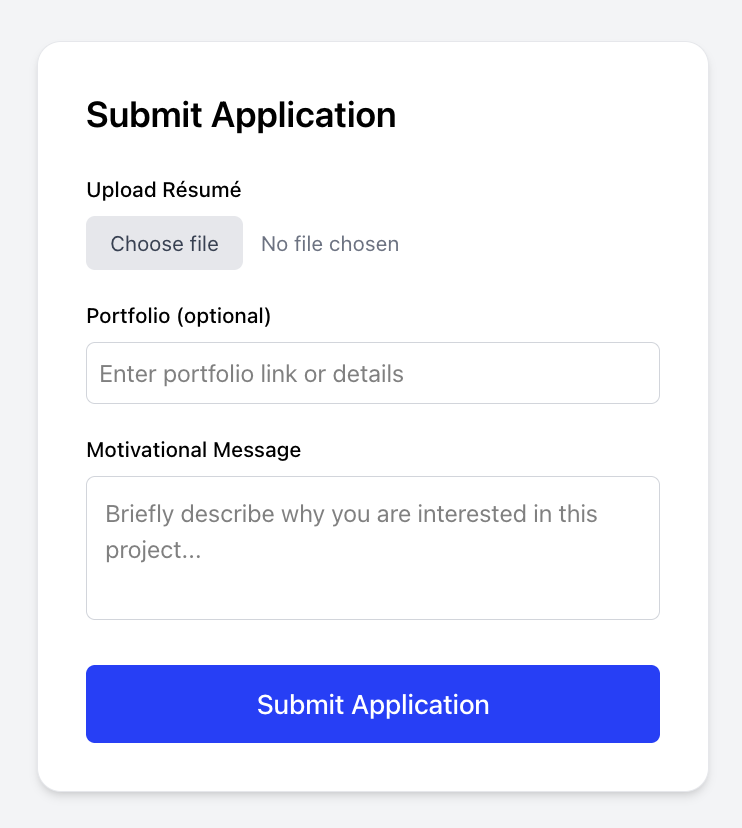 Submit Application
Upload Résumé
Choose file No file chosen
Portfolio (optional)
Enter portfolio link or details
Motivational Message
Briefly describe why you are interested in this
project...
Submit Application